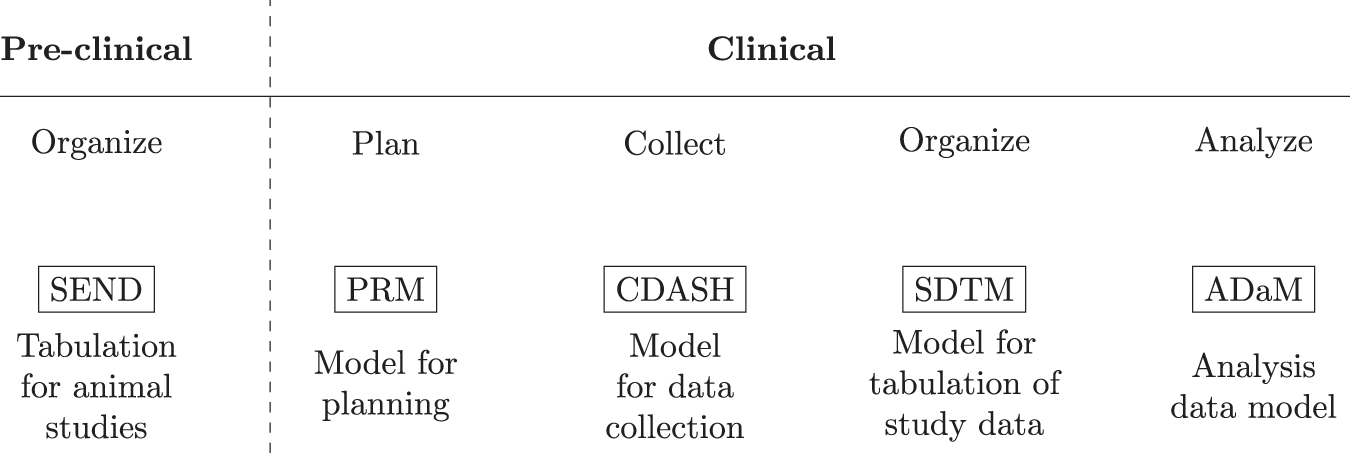 Pre-clinical
Clinical
Organize
Plan
Collect
Organize
Analyze
SEND
PRM
CDASH
SDTM
ADaM
Tabulation
for animal
studies
Model for
planning
Model
for data
collection
Model for
tabulation of
study data
Analysis
data model